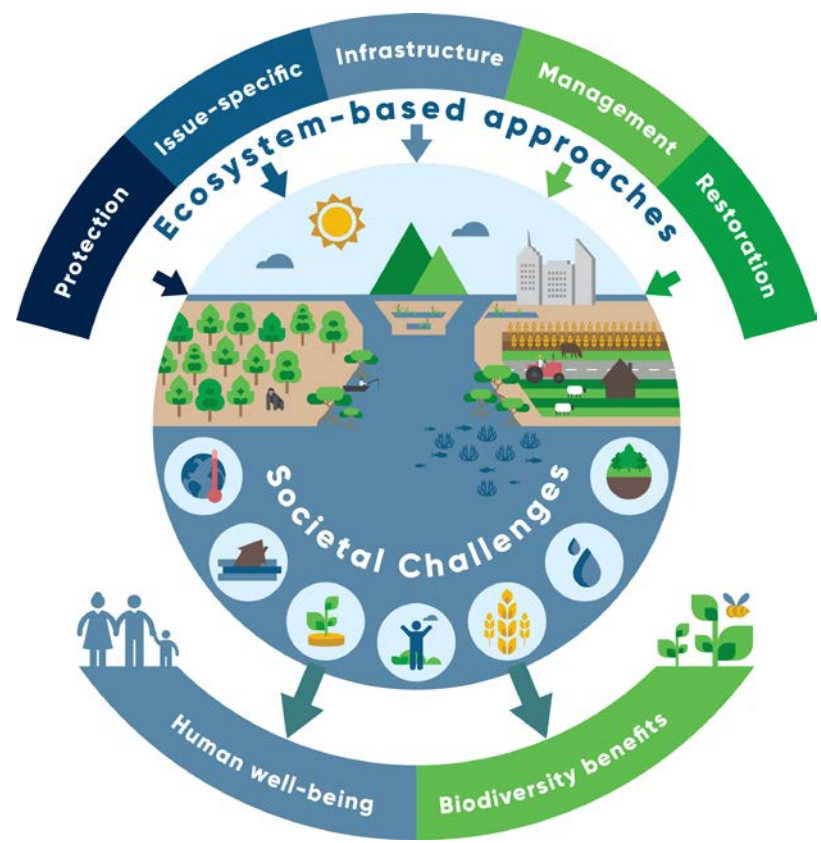 Protection
Issue-specific
Infrastructure
Management
Restoration
Ecosystem-based approaches
Societal Challenges
Human well-being
Biodiversity benefits